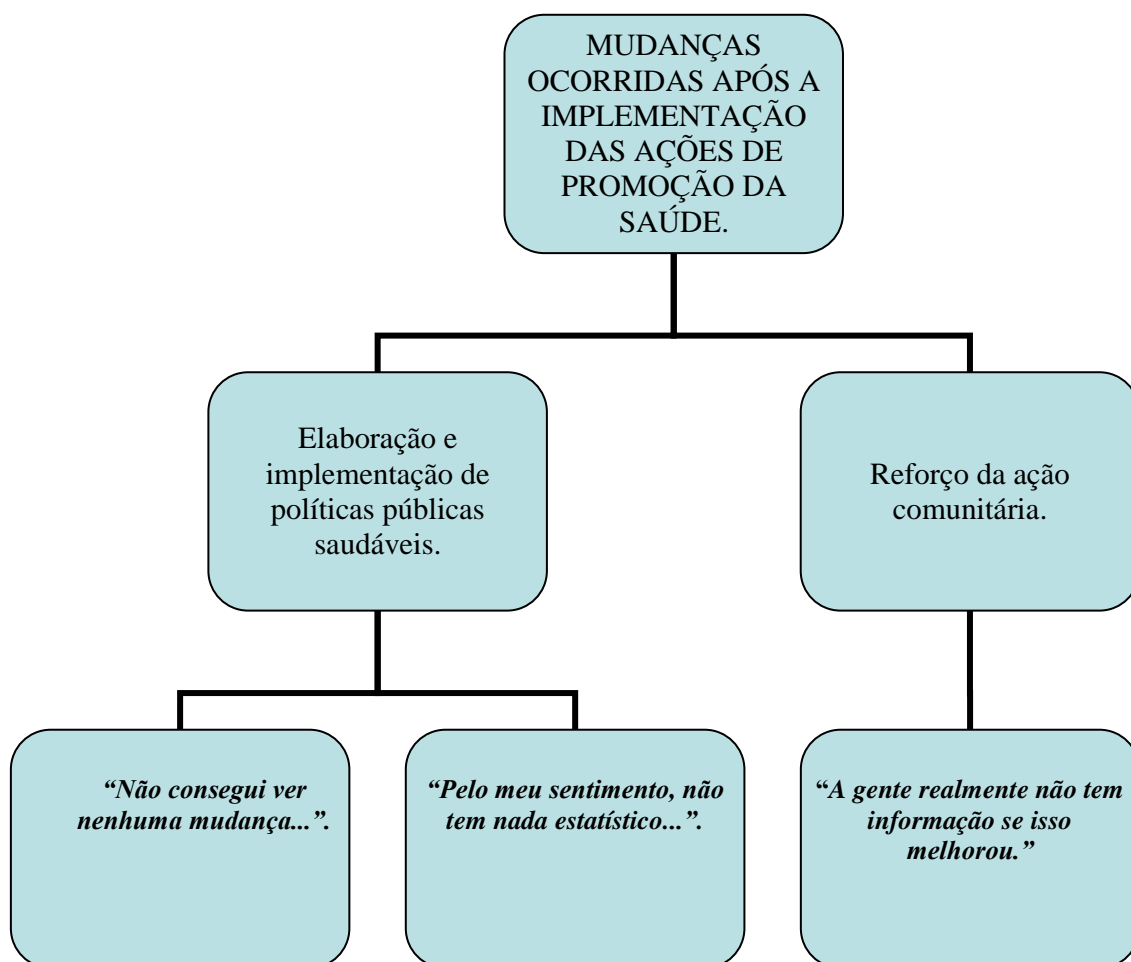 MUDANÇAS
OCORRIDAS APÓS A
IMPLEMENTAÇÃO
DAS AÇÕES DE
PROMOÇÃO DA
SAÚDE.
Elaboração e
implementação de
políticas públicas
saudáveis.
Reforço da ação
comunitária.
“Não consegui ver
nenhuma mudança...”.
“Pelo meu sentimento, não
tem nada estatístico...”.
“A gente realmente não tem
informação se isso
melhorou.”